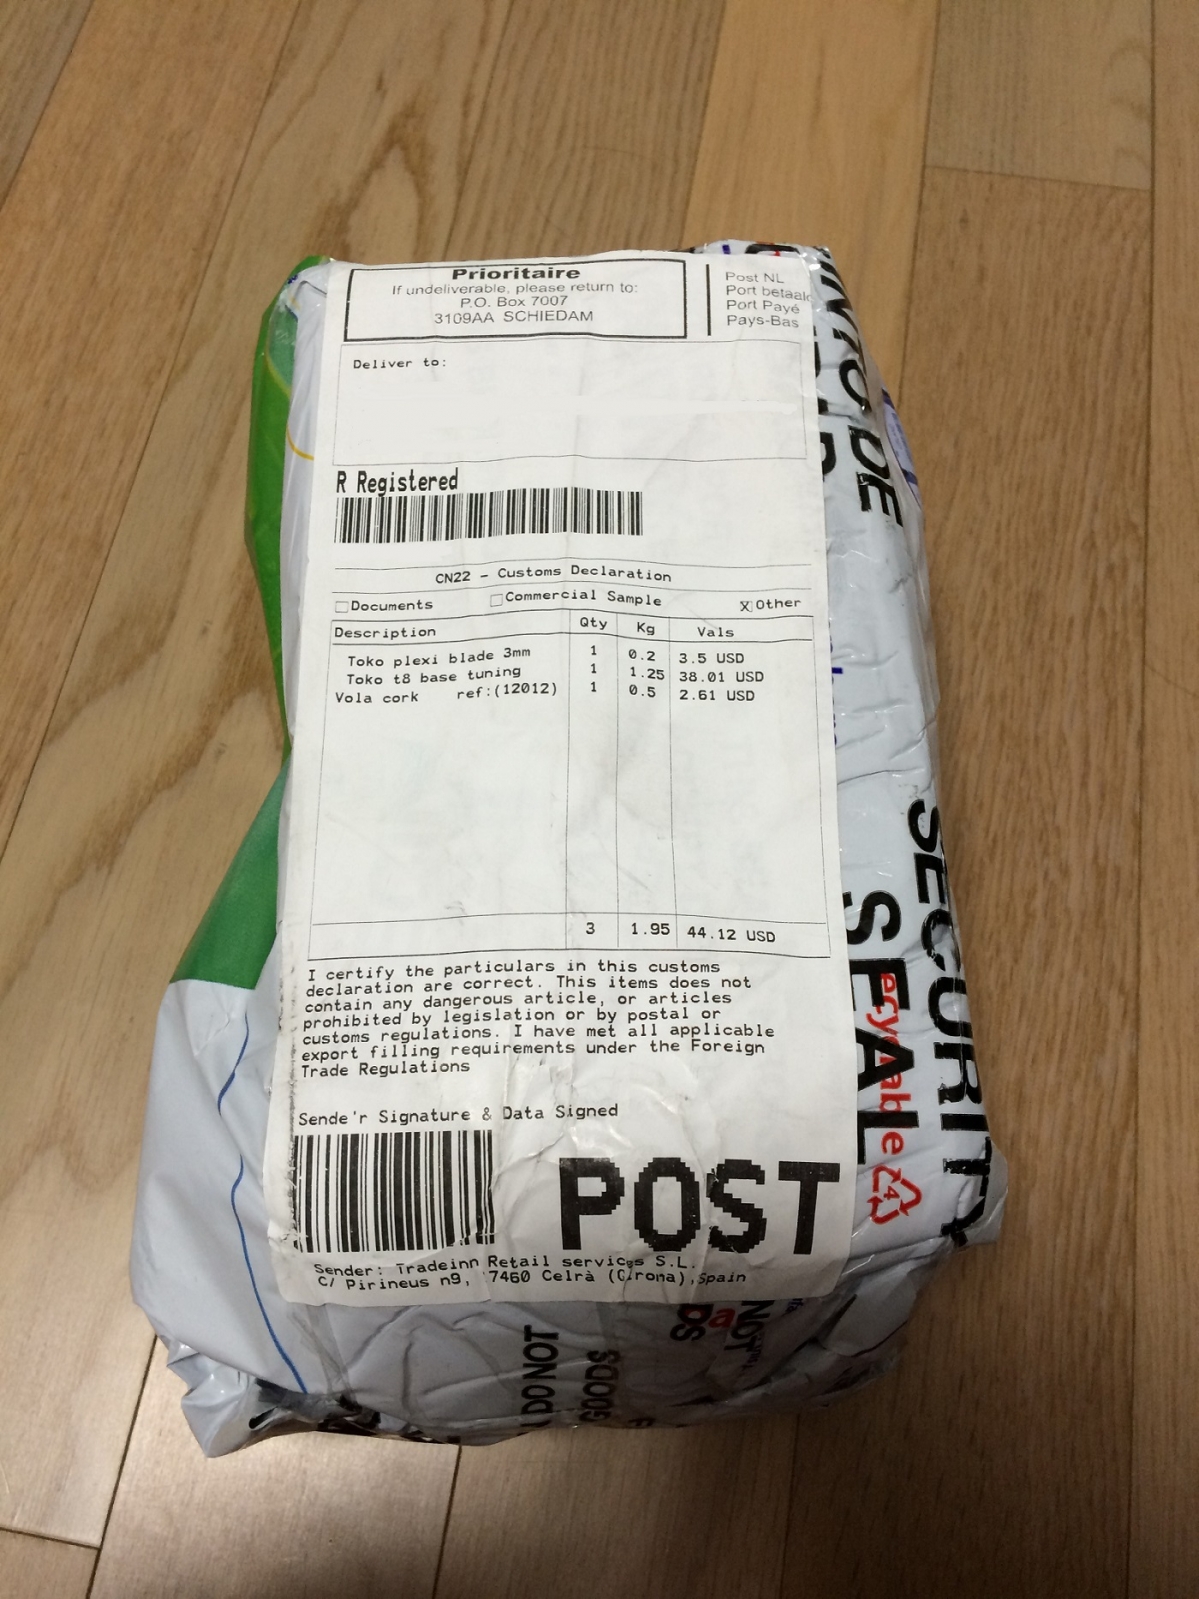 Prioritaire
If undeliverable, please return to:
P.O. Box 7007
3109AA SCHIEDAM
Post NL
Port betaald
Port Payé
Pays-Bas
Deliver to:
R Registered
CN22 - Customs Declaration
Documents
Commercial Sample
X Other
Description Qty Kg Vals
Toko plexi blade 3mm 1 0.2 3.5 USD
Toko t8 base tuning 1 1.25 38.01 USD
Vola cork ref:(12012) 1 0.5 2.61 USD
3 1.95 44.12 USD
I certify the particulars in this customs
declaration are correct. This items does not
contain any dangerous article, or articles
prohibited by legislation or by postal or
customs regulations. I have met all applicable
export filling requirements under the Foreign
Trade Regulations
Sende'r Signature & Data Signed
POST
Sender: Tradeinn Retail services S.L.
C/ Pirineus n9, 7460 Celrà (Girona), Spain
DE
SECURITY
SEAL
ecyclable
4
DO NOT
GOODS
NOT